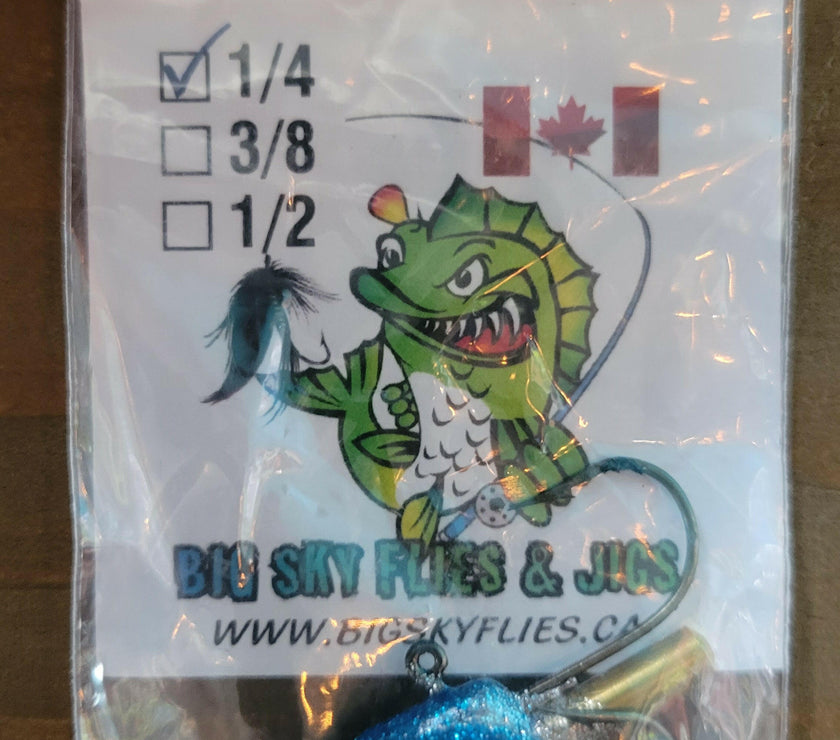 1/4
3/8
1/2
BIG SKY FLIES & JIGS
WWW.BIGSKYFLIES.CA